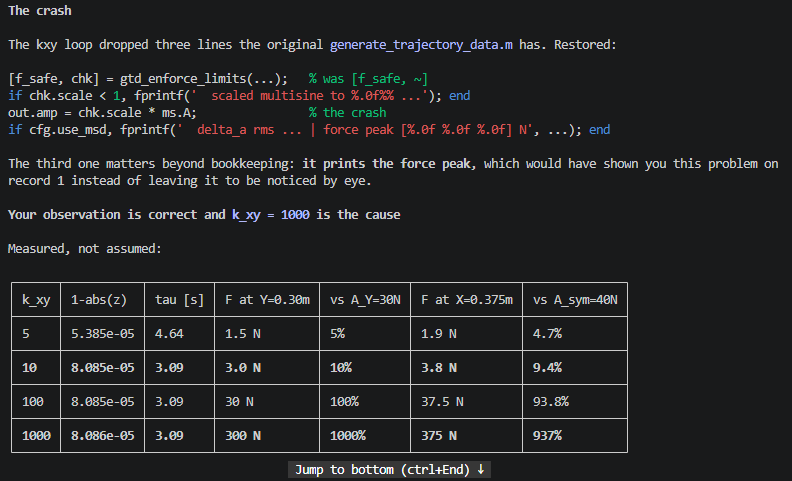 The crash
The kxy loop dropped three lines the original generate_trajectory_data.m has. Restored:
[f_safe, chk] = gtd_enforce_limits(...);   % was [f_safe, ~]
if chk.scale < 1, fprintf('  scaled multisine to %.0f%% ...'); end
out.amp = chk.scale * ms.A;                % the crash
if cfg.use_msd, fprintf('  delta_a rms ... | force peak [%.0f %.0f %.0f] N', ...); end
The third one matters beyond bookkeeping: it prints the force peak, which would have shown you this problem on
record 1 instead of leaving it to be noticed by eye.
Your observation is correct and k_xy = 1000 is the cause
Measured, not assumed:
k_xy 1-abs(z) tau [s] F at Y=0.30m vs A_Y=30N F at X=0.375m vs A_sym=40N
5 5.385e-05 4.64 1.5 N 5% 1.9 N 4.7%
10 8.085e-05 3.09 3.0 N 10% 3.8 N 9.4%
100 8.085e-05 3.09 30 N 100% 37.5 N 93.8%
1000 8.086e-05 3.09 300 N 1000% 375 N 937%
Jump to bottom (ctrl+End) ↓